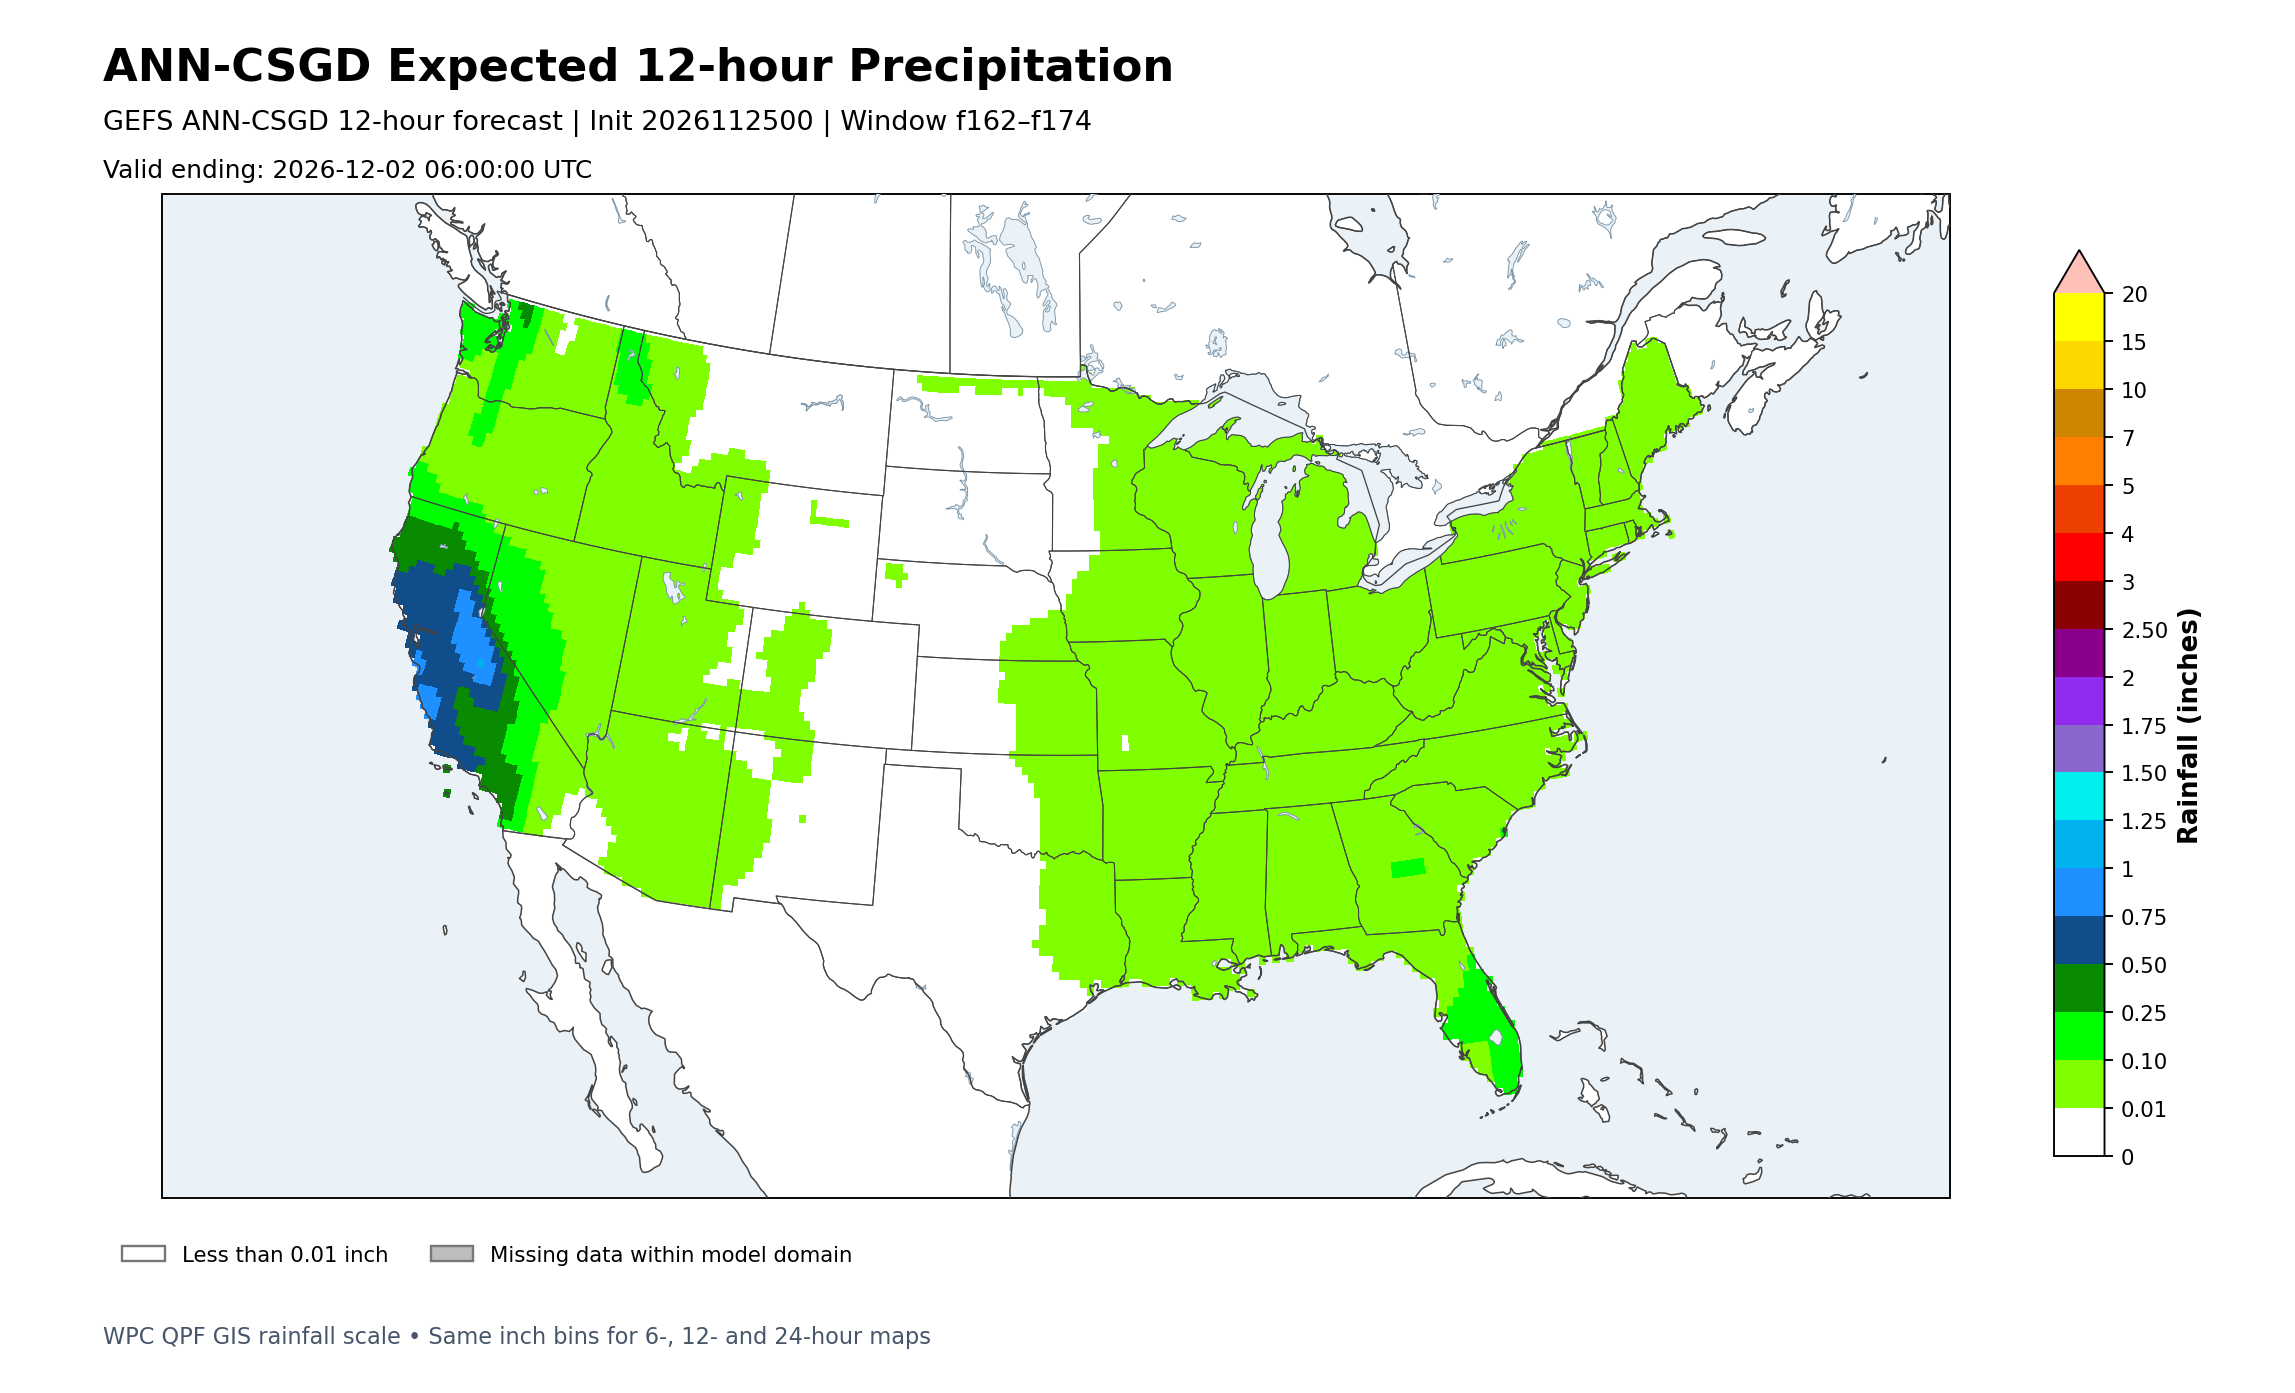 ANN-CSGD Expected 12-hour Precipitation
GEFS ANN-CSGD 12-hour forecast | Init 2026112500 | Window f162–f174
Valid ending: 2026-12-02 06:00:00 UTC
20
15
10
7
5
4
3
2.50
2
1.75
1.50
1.25
1
0.75
0.50
0.25
0.10
0.01
0
Rainfall (inches)
Less than 0.01 inch
Missing data within model domain
WPC QPF GIS rainfall scale • Same inch bins for 6-, 12- and 24-hour maps